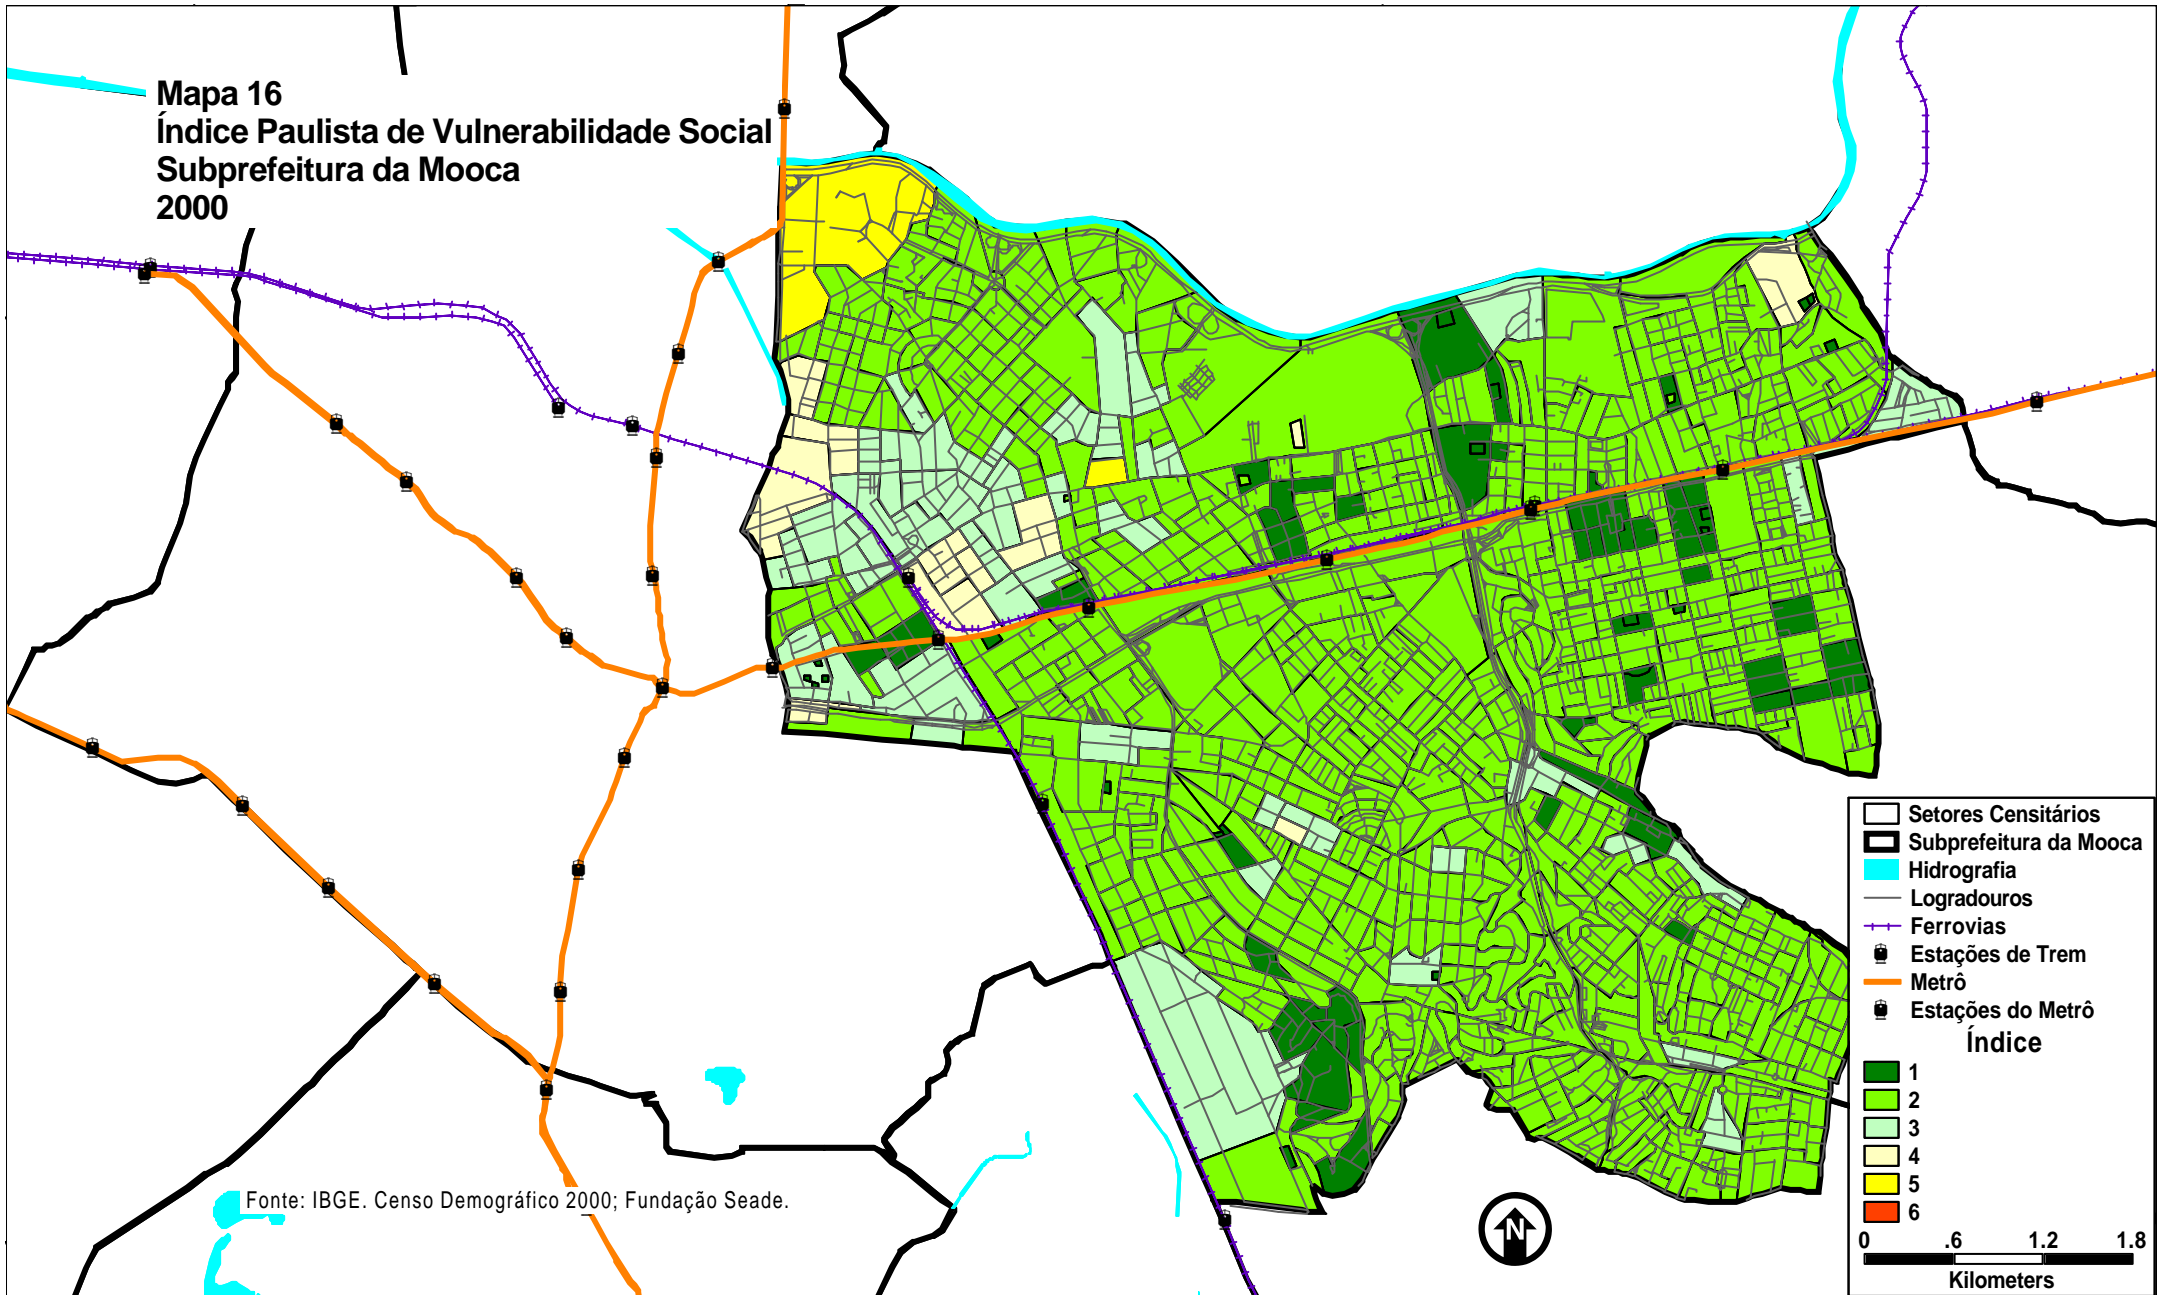 Mapa 16
Índice Paulista de Vulnerabilidade Social
Subprefeitura da Mooca
2000
Setores Censitários
Subprefeitura da Mooca
Hidrografia
Logradouros
Ferrovias
Estações de Trem
Metrô
Estações do Metrô
Índice
1
2
3
4
5
6
0 .6 1.2 1.8
Kilometers
N
Fonte: IBGE. Censo Demográfico 2000; Fundação Seade.